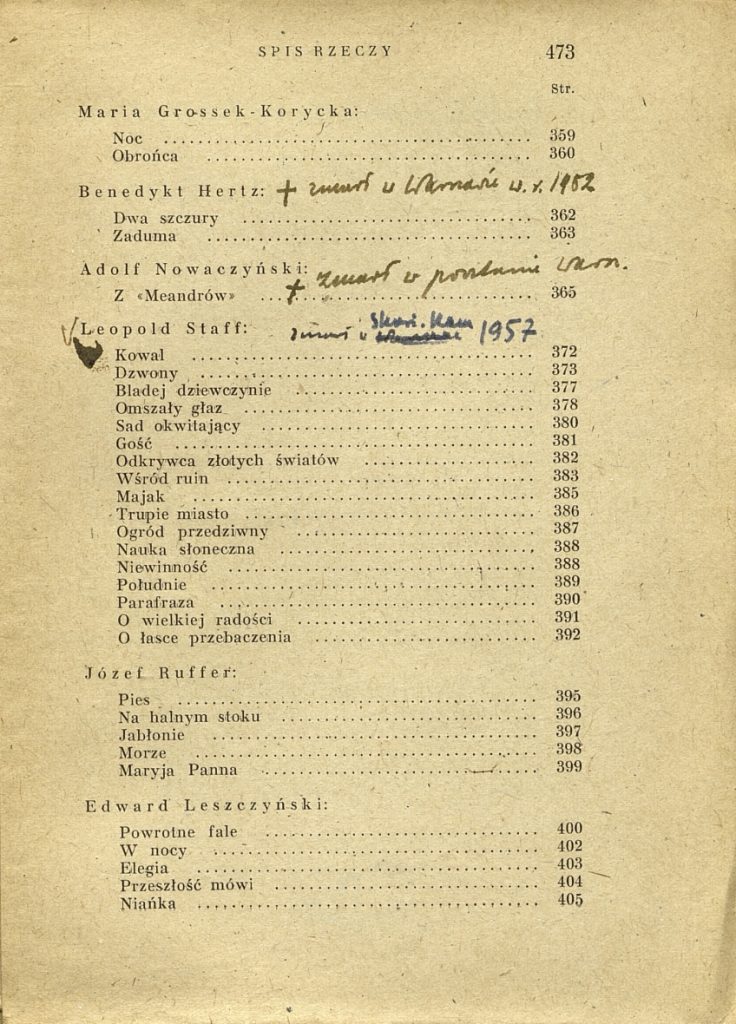 SPIS RZECZY 473
Str.
Maria Grossek-Korycka:
Noc 359
Obrońca 360
Benedykt Hertz: + zmarł w Warszawie w r. 1952
Dwa szczury 362
Zaduma 363
Adolf Nowaczyński: + zmarł w powstaniu warsz.
Z «Meandrów» 365
Leopold Staff: zmarł w Skarż. Kam 1957
Kowal 372
Dzwony 373
Bladej dziewczynie 377
Omszały głaz 378
Sad okwitający 380
Gość 381
Odkrywca złotych światów 382
Wśród ruin 383
Majak 385
Trupie miasto 386
Ogród przedziwny 387
Nauka słoneczna 388
Niewinność 388
Południe 389
Parafraza 390
O wielkiej radości 391
O łasce przebaczenia 392
Józef Ruffer:
Pies 395
Na halnym stoku 396
Jabłonie 397
Morze 398
Maryja Panna 399
Edward Leszczyński:
Powrotne fale 400
W nocy 402
Elegia 403
Przeszłość mówi 404
Niańka 405